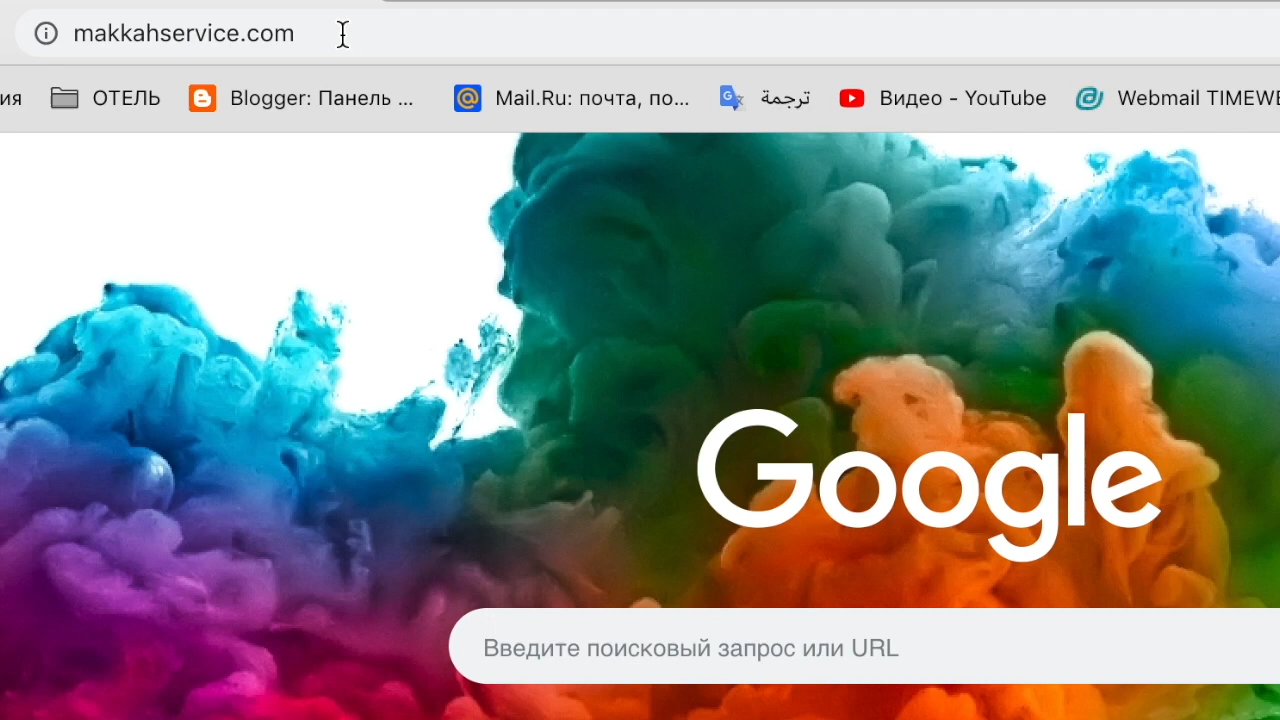 makkahservice.com
ия ОТЕЛЬ Blogger: Панель ... Mail.Ru: почта, по... ترجمة Видео - YouTube Webmail TIMEWE
Google
Введите поисковый запрос или URL